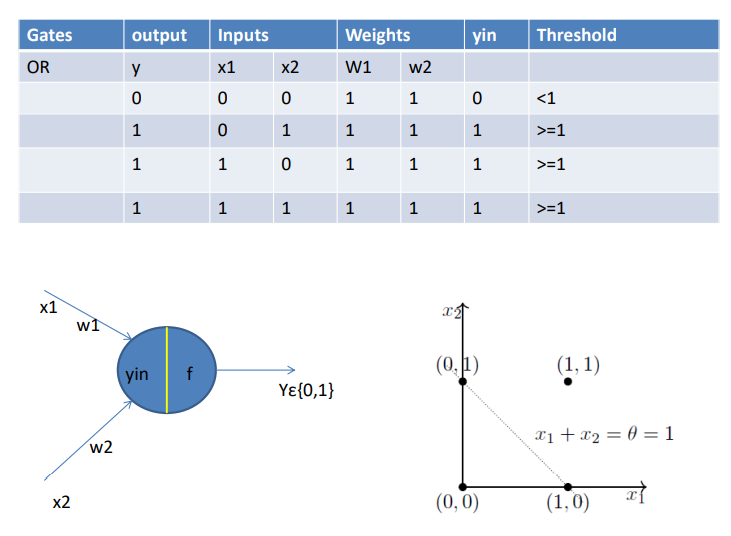 Gates output Inputs Weights yin Threshold
OR y x1 x2 W1 w2
0 0 0 1 1 0 <1
1 0 1 1 1 1 >=1
1 1 0 1 1 1 >=1
1 1 1 1 1 1 >=1
x1
w1
yin f
Yε{0,1}
w2
x2
x2
(0,1) (1,1)
x1 + x2 = θ = 1
(0,0) (1,0) x1